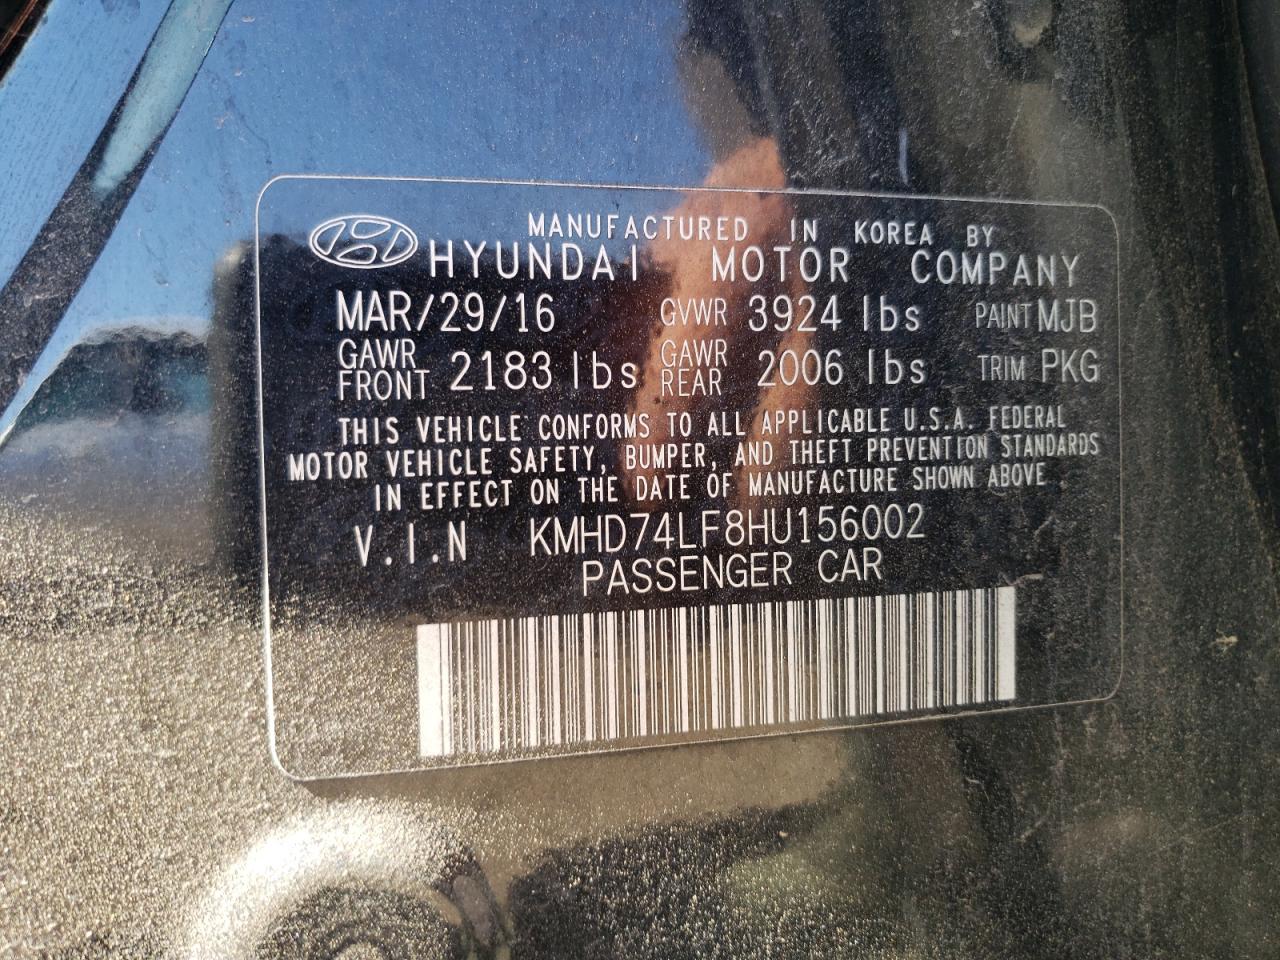 MANUFACTURED IN KOREA BY
HYUNDAI MOTOR COMPANY
MAR/29/16 GVWR 3924 lbs PAINT MJB
GAWR FRONT 2183 lbs GAWR REAR 2006 lbs TRIM PKG
THIS VEHICLE CONFORMS TO ALL APPLICABLE U.S.A. FEDERAL
MOTOR VEHICLE SAFETY, BUMPER, AND THEFT PREVENTION STANDARDS
IN EFFECT ON THE DATE OF MANUFACTURE SHOWN ABOVE
V.I.N KMHD74LF8HU156002
PASSENGER CAR